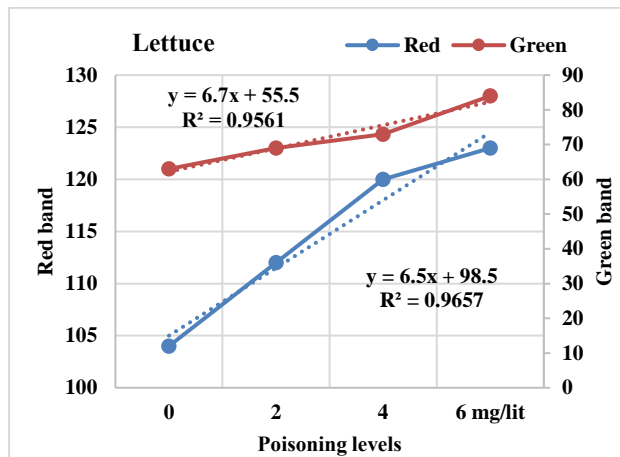 Lettuce
Red
Green
130
125
120
115
110
105
100
90
80
70
60
50
40
30
20
10
0
y = 6.7x + 55.5
R² = 0.9561
y = 6.5x + 98.5
R² = 0.9657
Red band
Green band
0 2 4 6 mg/lit
Poisoning levels